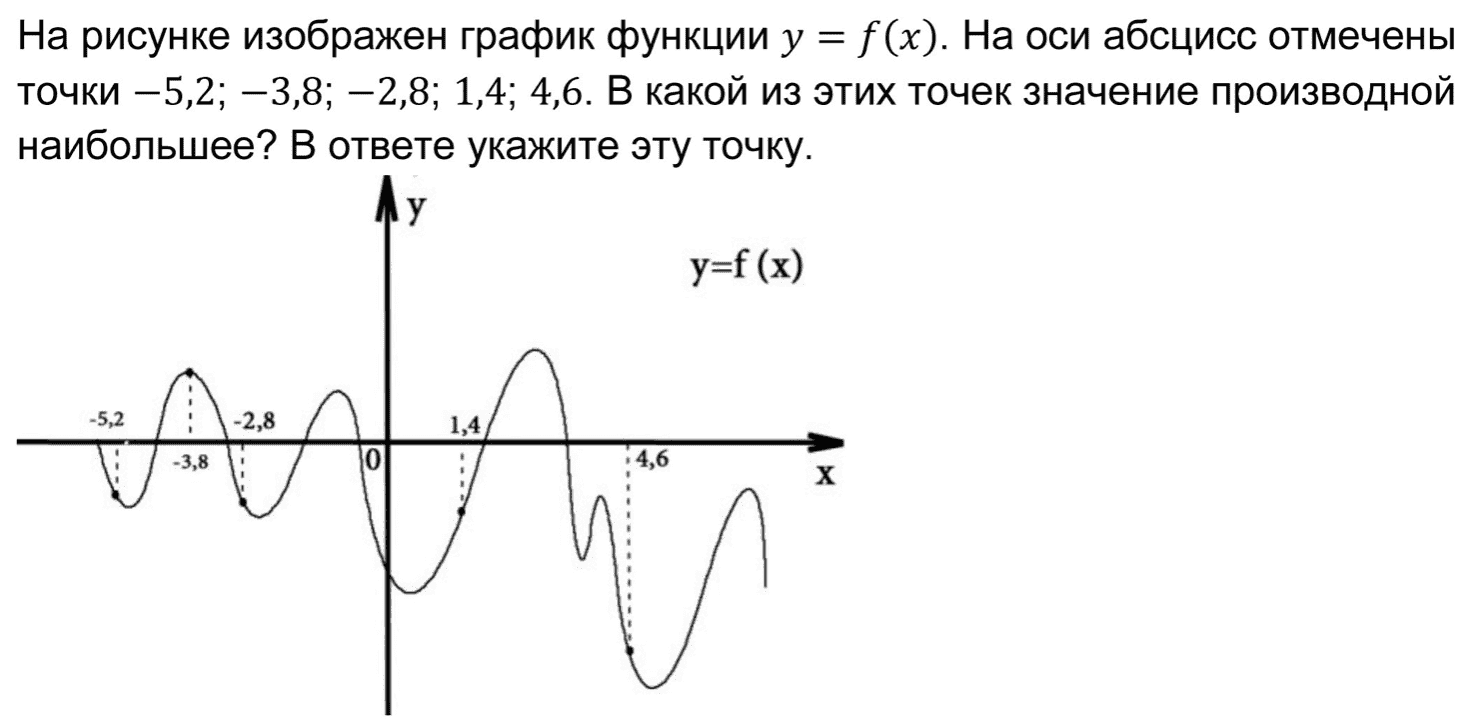 На рисунке изображен график функции y = f(x). На оси абсцисс отмечены
точки −5,2; −3,8; −2,8; 1,4; 4,6. В какой из этих точек значение производной
наибольшее? В ответе укажите эту точку.
y
y=f (x)
-5,2
-2,8
1,4
-3,8
0
4,6
x